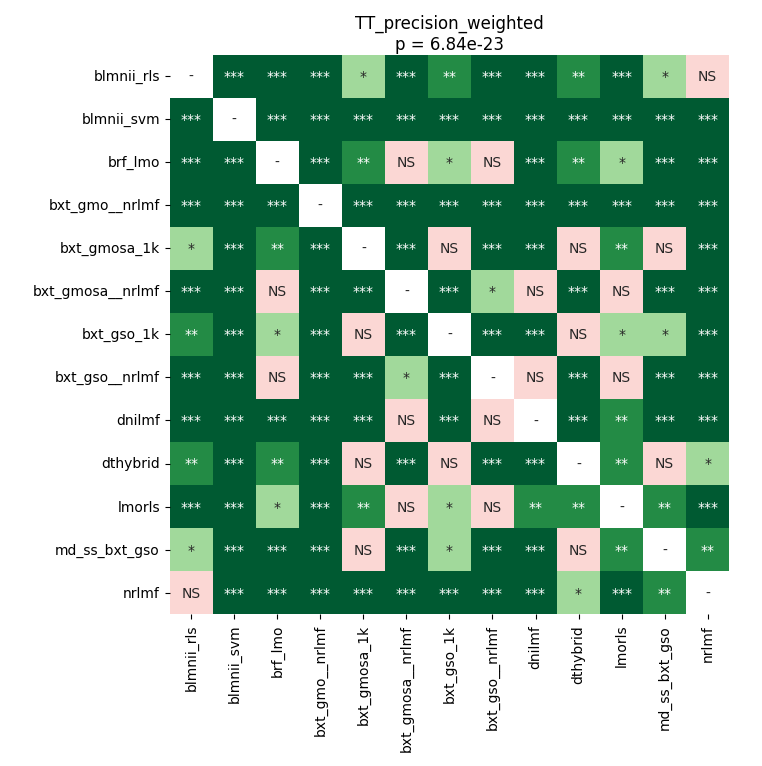 TT_precision_weighted
p = 6.84e-23
blmnii_rls - *** *** *** * *** ** *** *** ** *** * NS
blmnii_svm *** - *** *** *** *** *** *** *** *** *** *** ***
brf_lmo *** *** - *** ** NS * NS *** ** * *** ***
bxt_gmo__nrlmf *** *** *** - *** *** *** *** *** *** *** *** ***
bxt_gmosa_1k * *** ** *** - *** NS *** *** NS ** NS ***
bxt_gmosa__nrlmf *** *** NS *** *** - *** * NS *** NS *** ***
bxt_gso_1k ** *** * *** NS *** - *** *** NS * * ***
bxt_gso__nrlmf *** *** NS *** *** * *** - NS *** NS *** ***
dnilmf *** *** *** *** *** NS *** NS - *** ** *** ***
dthybrid ** *** ** *** NS *** NS *** *** - ** NS *
lmorls *** *** * *** ** NS * NS ** ** - ** ***
md_ss_bxt_gso * *** *** *** NS *** * *** *** NS ** - **
nrlmf NS *** *** *** *** *** *** *** *** * *** ** -
blmnii_rls
blmnii_svm
brf_lmo
bxt_gmo__nrlmf
bxt_gmosa_1k
bxt_gmosa__nrlmf
bxt_gso_1k
bxt_gso__nrlmf
dnilmf
dthybrid
lmorls
md_ss_bxt_gso
nrlmf